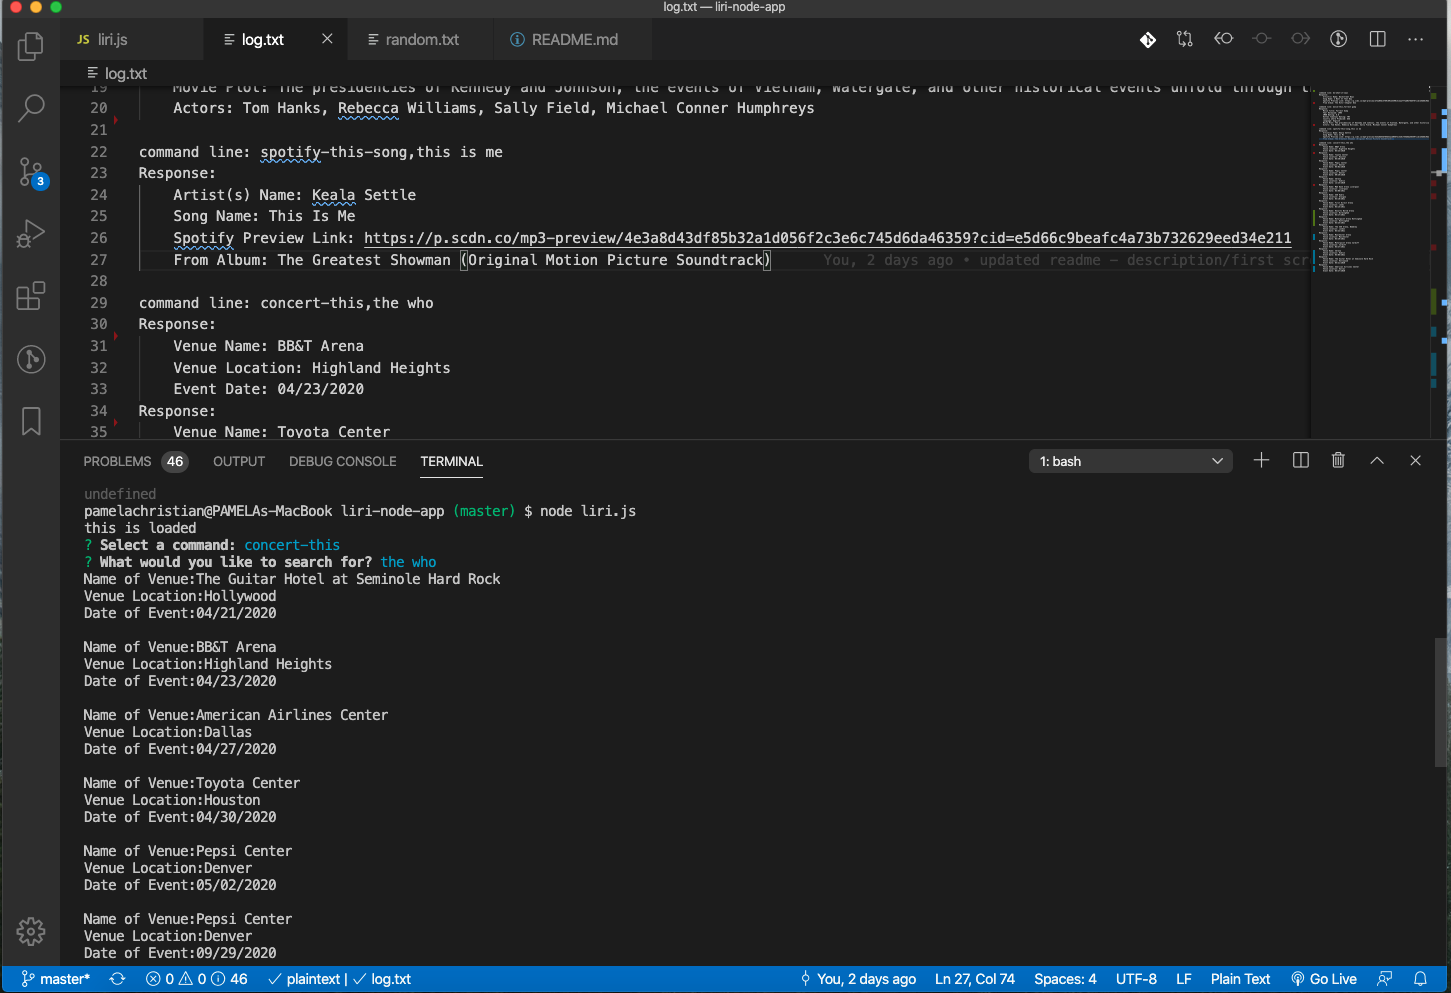 log.txt — liri-node-app
JS liri.js
log.txt
random.txt
README.md
log.txt
19 Movie Plot: The presidencies of Kennedy and Johnson, the events of Vietnam, Watergate, and other historical events unfold through
20 Actors: Tom Hanks, Rebecca Williams, Sally Field, Michael Conner Humphreys
21
22 command line: spotify-this-song,this is me
23 Response:
24 Artist(s) Name: Keala Settle
25 Song Name: This Is Me
26 Spotify Preview Link: https://p.scdn.co/mp3-preview/4e3a8d43df85b32a1d056f2c3e6c745d6da46359?cid=e5d66c9beafc4a73b732629eed34e211
27 From Album: The Greatest Showman (Original Motion Picture Soundtrack) You, 2 days ago • updated readme – description/first scr
28
29 command line: concert-this,the who
30 Response:
31 Venue Name: BB&T Arena
32 Venue Location: Highland Heights
33 Event Date: 04/23/2020
34 Response:
35 Venue Name: Toyota Center
PROBLEMS 46 OUTPUT DEBUG CONSOLE TERMINAL 1: bash
undefined
pamelachristian@PAMELAs-MacBook liri-node-app (master) $ node liri.js
this is loaded
? Select a command: concert-this
? What would you like to search for? the who
Name of Venue:The Guitar Hotel at Seminole Hard Rock
Venue Location:Hollywood
Date of Event:04/21/2020
Name of Venue:BB&T Arena
Venue Location:Highland Heights
Date of Event:04/23/2020
Name of Venue:American Airlines Center
Venue Location:Dallas
Date of Event:04/27/2020
Name of Venue:Toyota Center
Venue Location:Houston
Date of Event:04/30/2020
Name of Venue:Pepsi Center
Venue Location:Denver
Date of Event:05/02/2020
Name of Venue:Pepsi Center
Venue Location:Denver
Date of Event:09/29/2020
3
master* 0 0 46 plaintext | log.txt You, 2 days ago Ln 27, Col 74 Spaces: 4 UTF-8 LF Plain Text Go Live